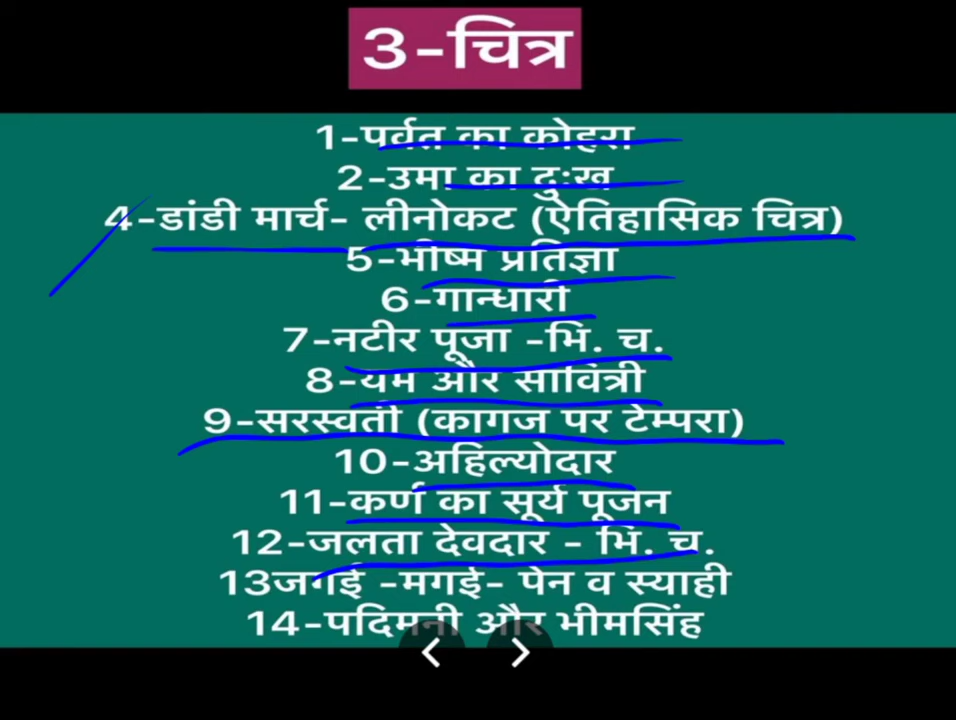 3-चित्र
1-पर्वत का कोहरा
2-उमा का दुःख
4-डांडी मार्च- लीनोकट (ऐतिहासिक चित्र)
5-भीष्म प्रतिज्ञा
6-गान्धारी
7-नटीर पूजा -भि. च.
8-यम और सावित्री
9-सरस्वती (कागज पर टेम्परा)
10-अहिल्योदार
11-कर्ण का सूर्य पूजन
12-जलता देवदार - भि. च.
13जगई -मगई- पेन व स्याही
14-पदिमनी और भीमसिंह